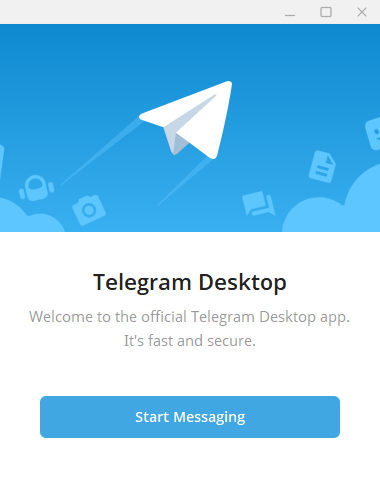 Telegram Desktop
Welcome to the official Telegram Desktop app.
It's fast and secure.
Start Messaging